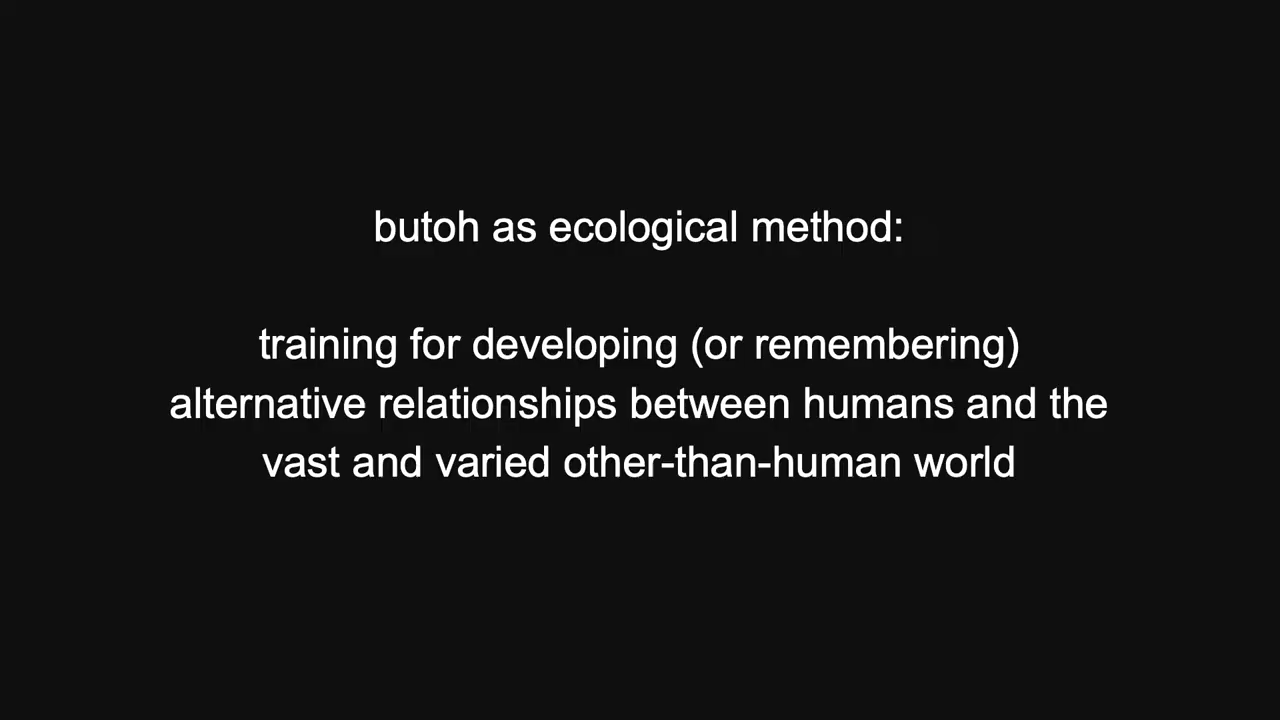 butoh as ecological method:
training for developing (or remembering)
alternative relationships between humans and the
vast and varied other-than-human world